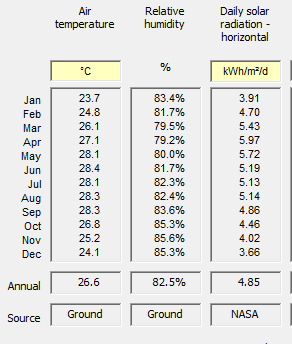 Air temperature Relative humidity Daily solar radiation - horizontal
°C % kWh/m²/d
Jan 23.7 83.4% 3.91
Feb 24.8 81.7% 4.70
Mar 26.1 79.5% 5.43
Apr 27.1 79.2% 5.97
May 28.1 80.0% 5.72
Jun 28.4 81.7% 5.19
Jul 28.1 82.3% 5.13
Aug 28.3 82.4% 5.14
Sep 28.3 83.6% 4.86
Oct 26.8 85.3% 4.46
Nov 25.2 85.6% 4.02
Dec 24.1 85.3% 3.66
Annual 26.6 82.5% 4.85
Source Ground Ground NASA